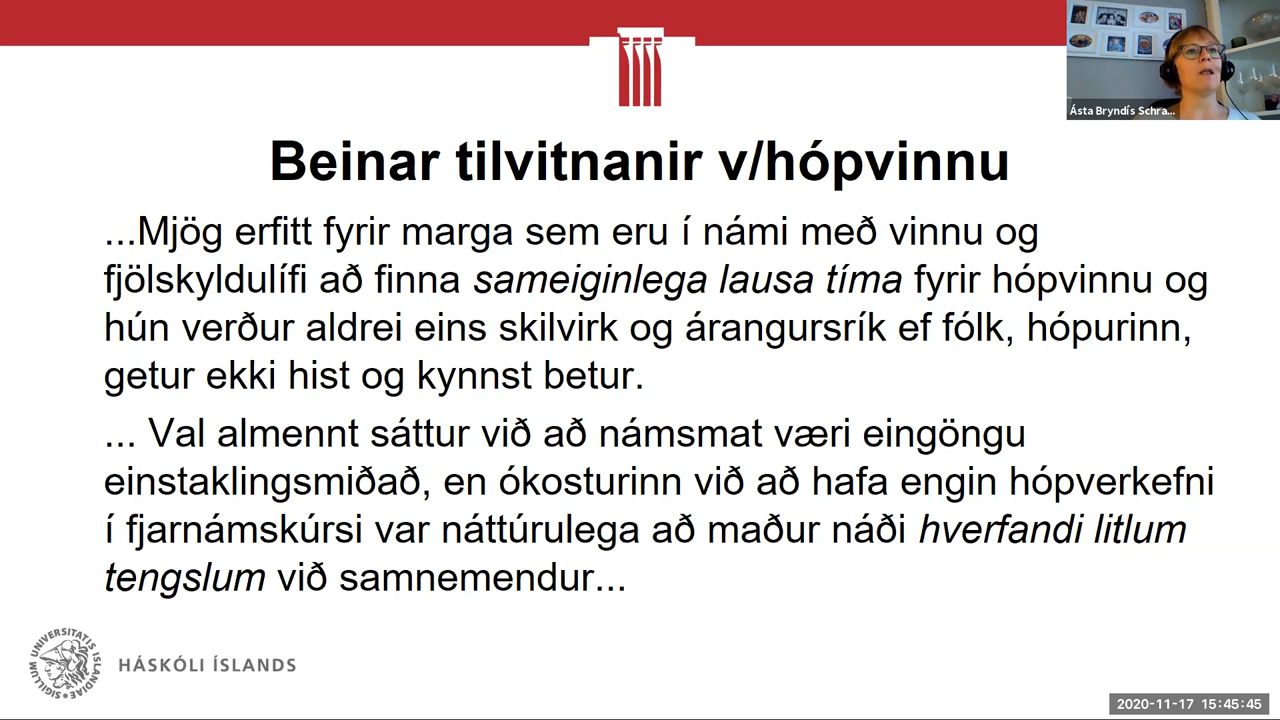 Ásta Bryndís Schra...
Beinar tilvitnanir v/hópvinnu
...Mjög erfitt fyrir marga sem eru í námi með vinnu og
fjölskyldulífi að finna sameiginlega lausa tíma fyrir hópvinnu og
hún verður aldrei eins skilvirk og árangursrík ef fólk, hópurinn,
getur ekki hist og kynnst betur.
... Val almennt sáttur við að námsmat væri eingöngu
einstaklingsmiðað, en ókosturinn við að hafa engin hópverkefni
í fjarnámskúrsi var náttúrulega að maður náði hverfandi litlum
tengslum við samnemendur...
SIGILLUM UNIVERSITATIS ISLANDIAE
HÁSKÓLI ÍSLANDS
2020-11-17 15:45:45